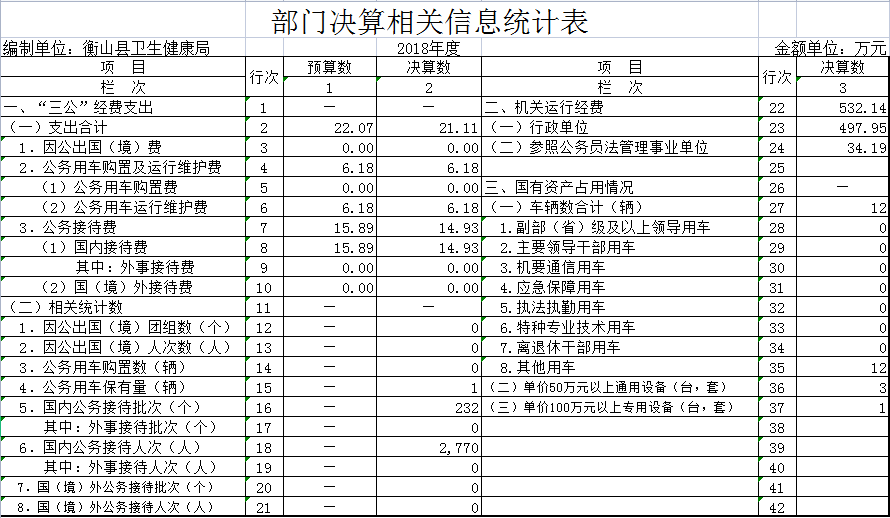 部门决算相关信息统计表
编制单位：衡山县卫生健康局 2018年度 金额单位：万元
项 目 行次 预算数 决算数 项 目 行次 决算数
栏 次 1 2 栏 次 3
一、“三公”经费支出 1 － － 二、机关运行经费 22 532.14
（一）支出合计 2 22.07 21.11 （一）行政单位 23 497.95
1．因公出国（境）费 3 0.00 0.00 （二）参照公务员法管理事业单位 24 34.19
2．公务用车购置及运行维护费 4 6.18 6.18 25
（1）公务用车购置费 5 0.00 0.00 三、国有资产占用情况 26 －
（2）公务用车运行维护费 6 6.18 6.18 （一）车辆数合计（辆） 27 12
3．公务接待费 7 15.89 14.93 1.副部（省）级及以上领导用车 28 0
（1）国内接待费 8 15.89 14.93 2.主要领导干部用车 29 0
其中：外事接待费 9 0.00 0.00 3.机要通信用车 30 0
（2）国（境）外接待费 10 0.00 0.00 4.应急保障用车 31 0
（二）相关统计数 11 － － 5.执法执勤用车 32 0
1．因公出国（境）团组数（个） 12 － 0 6.特种专业技术用车 33 0
2．因公出国（境）人次数（人） 13 － 0 7.离退休干部用车 34 0
3．公务用车购置数（辆） 14 － 0 8.其他用车 35 12
4．公务用车保有量（辆） 15 － 1 （二）单价50万元以上通用设备（台，套） 36 3
5．国内公务接待批次（个） 16 － 232 （三）单价100万元以上专用设备（台，套） 37 1
其中：外事接待批次（个） 17 － 0 38
6．国内公务接待人次（人） 18 － 2,770 39
其中：外事接待人次（人） 19 － 0 40
7．国（境）外公务接待批次（个） 20 － 0 41
8．国（境）外公务接待人次（人） 21 － 0 42